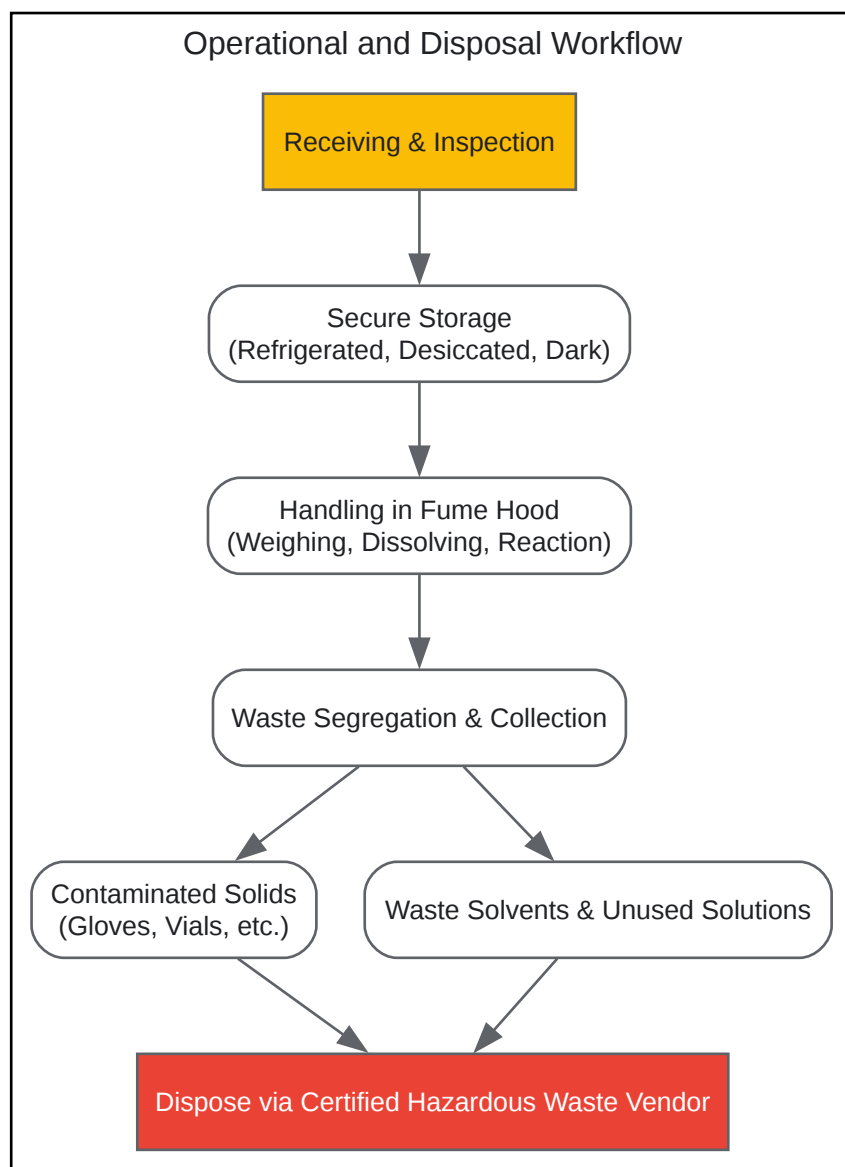 Operational and Disposal Workflow
Receiving & Inspection
Secure Storage
(Refrigerated, Desiccated, Dark)
Handling in Fume Hood
(Weighing, Dissolving, Reaction)
Waste Segregation & Collection
Contaminated Solids
(Gloves, Vials, etc.)
Waste Solvents & Unused Solutions
Dispose via Certified Hazardous Waste Vendor